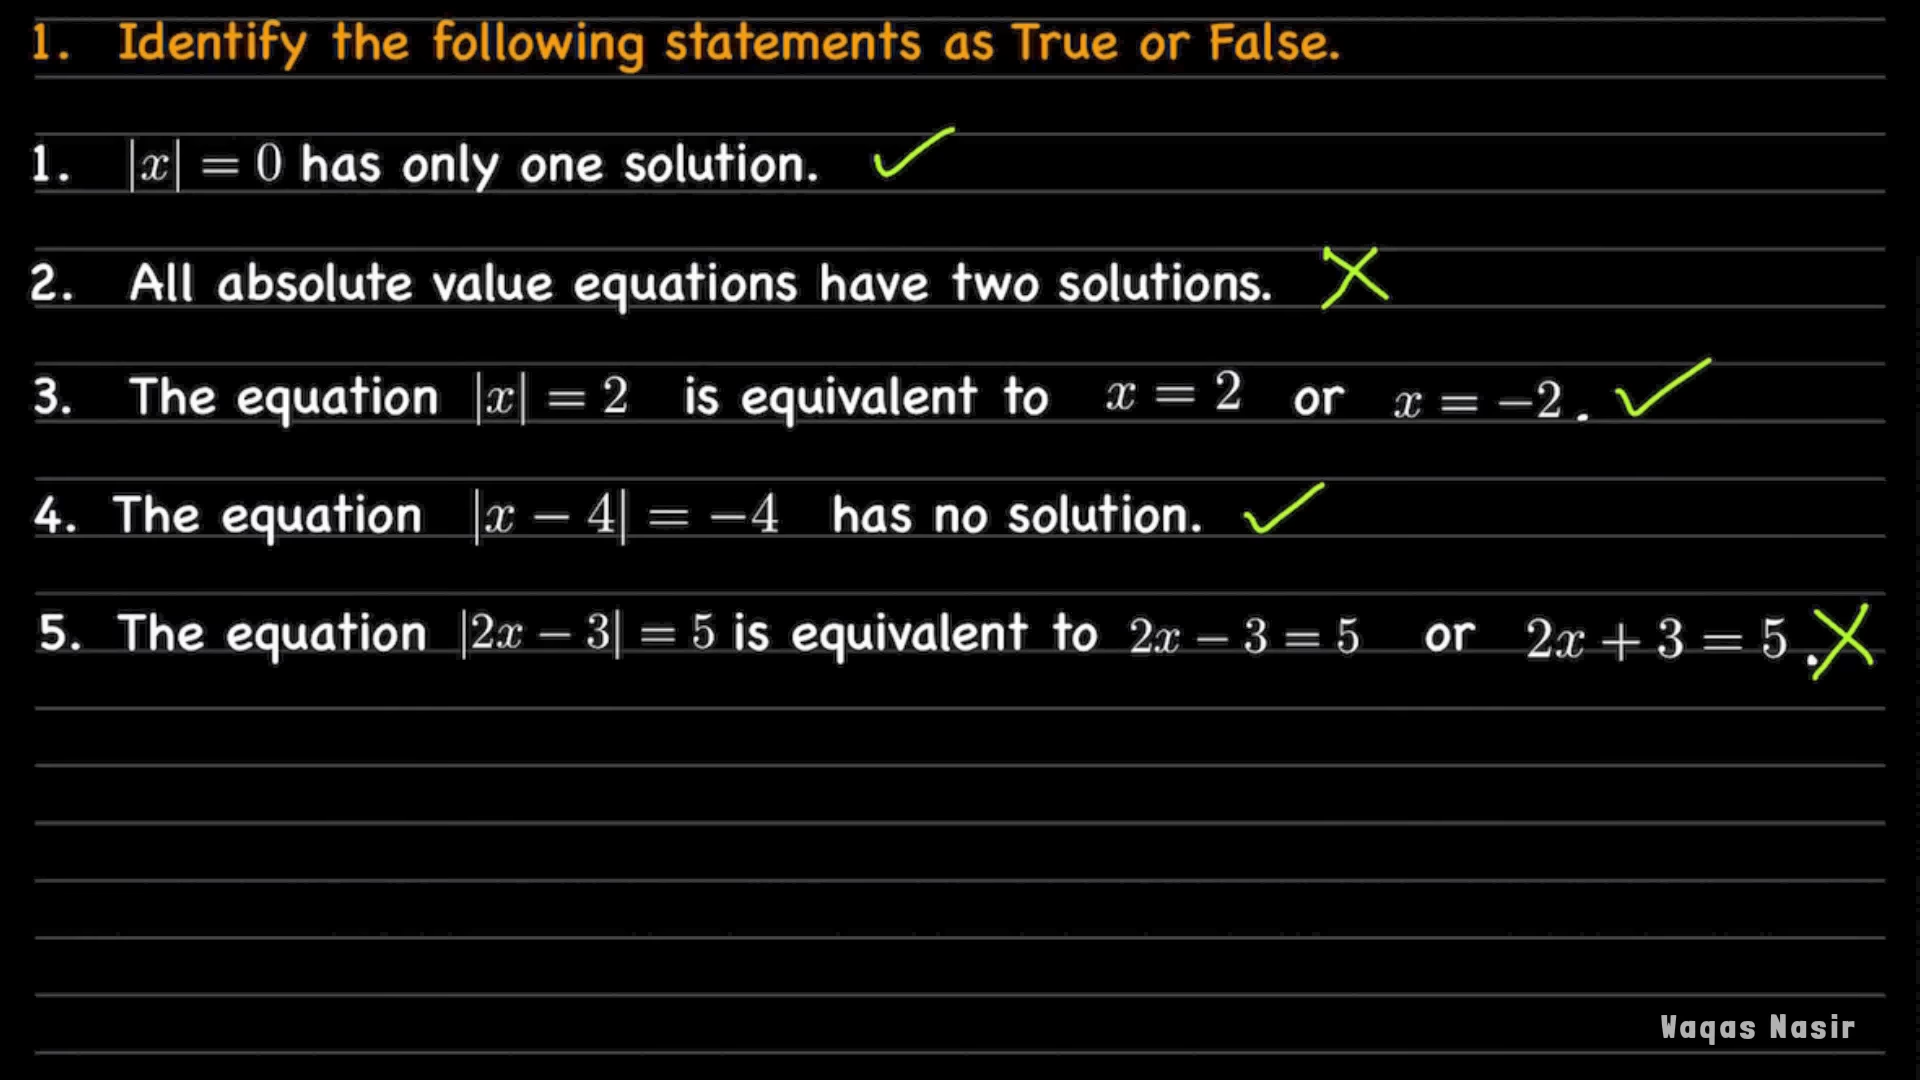 1. Identify the following statements as True or False.
1. |x| = 0 has only one solution. ✓
2. All absolute value equations have two solutions. ✗
3. The equation |x| = 2 is equivalent to x = 2 or x = −2. ✓
4. The equation |x − 4| = −4 has no solution. ✓
5. The equation |2x − 3| = 5 is equivalent to 2x − 3 = 5 or 2x + 3 = 5. ✗
Waqas Nasir